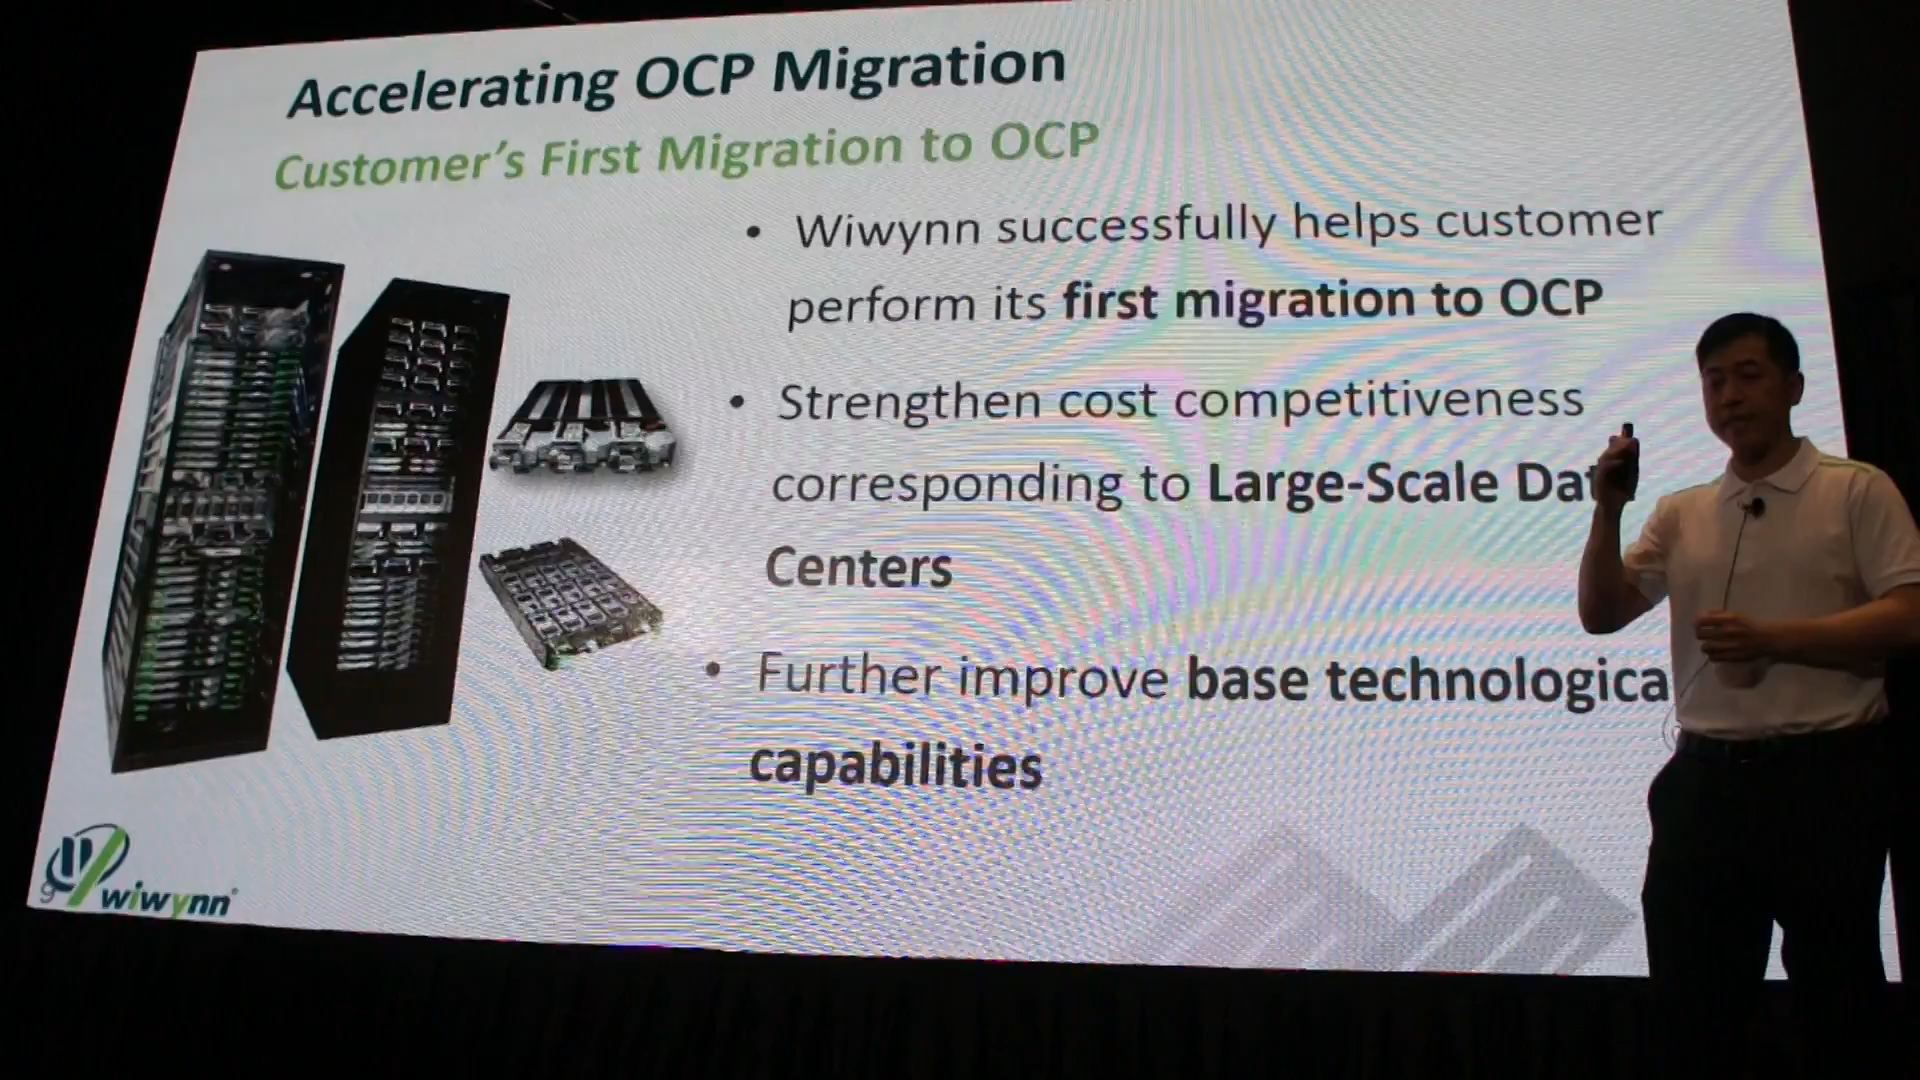 Accelerating OCP Migration
Customer's First Migration to OCP
• Wiwynn successfully helps customer
perform its first migration to OCP
• Strengthen cost competitiveness
corresponding to Large-Scale Dat
Centers
• Further improve base technologica
capabilities
9
wiwynn®